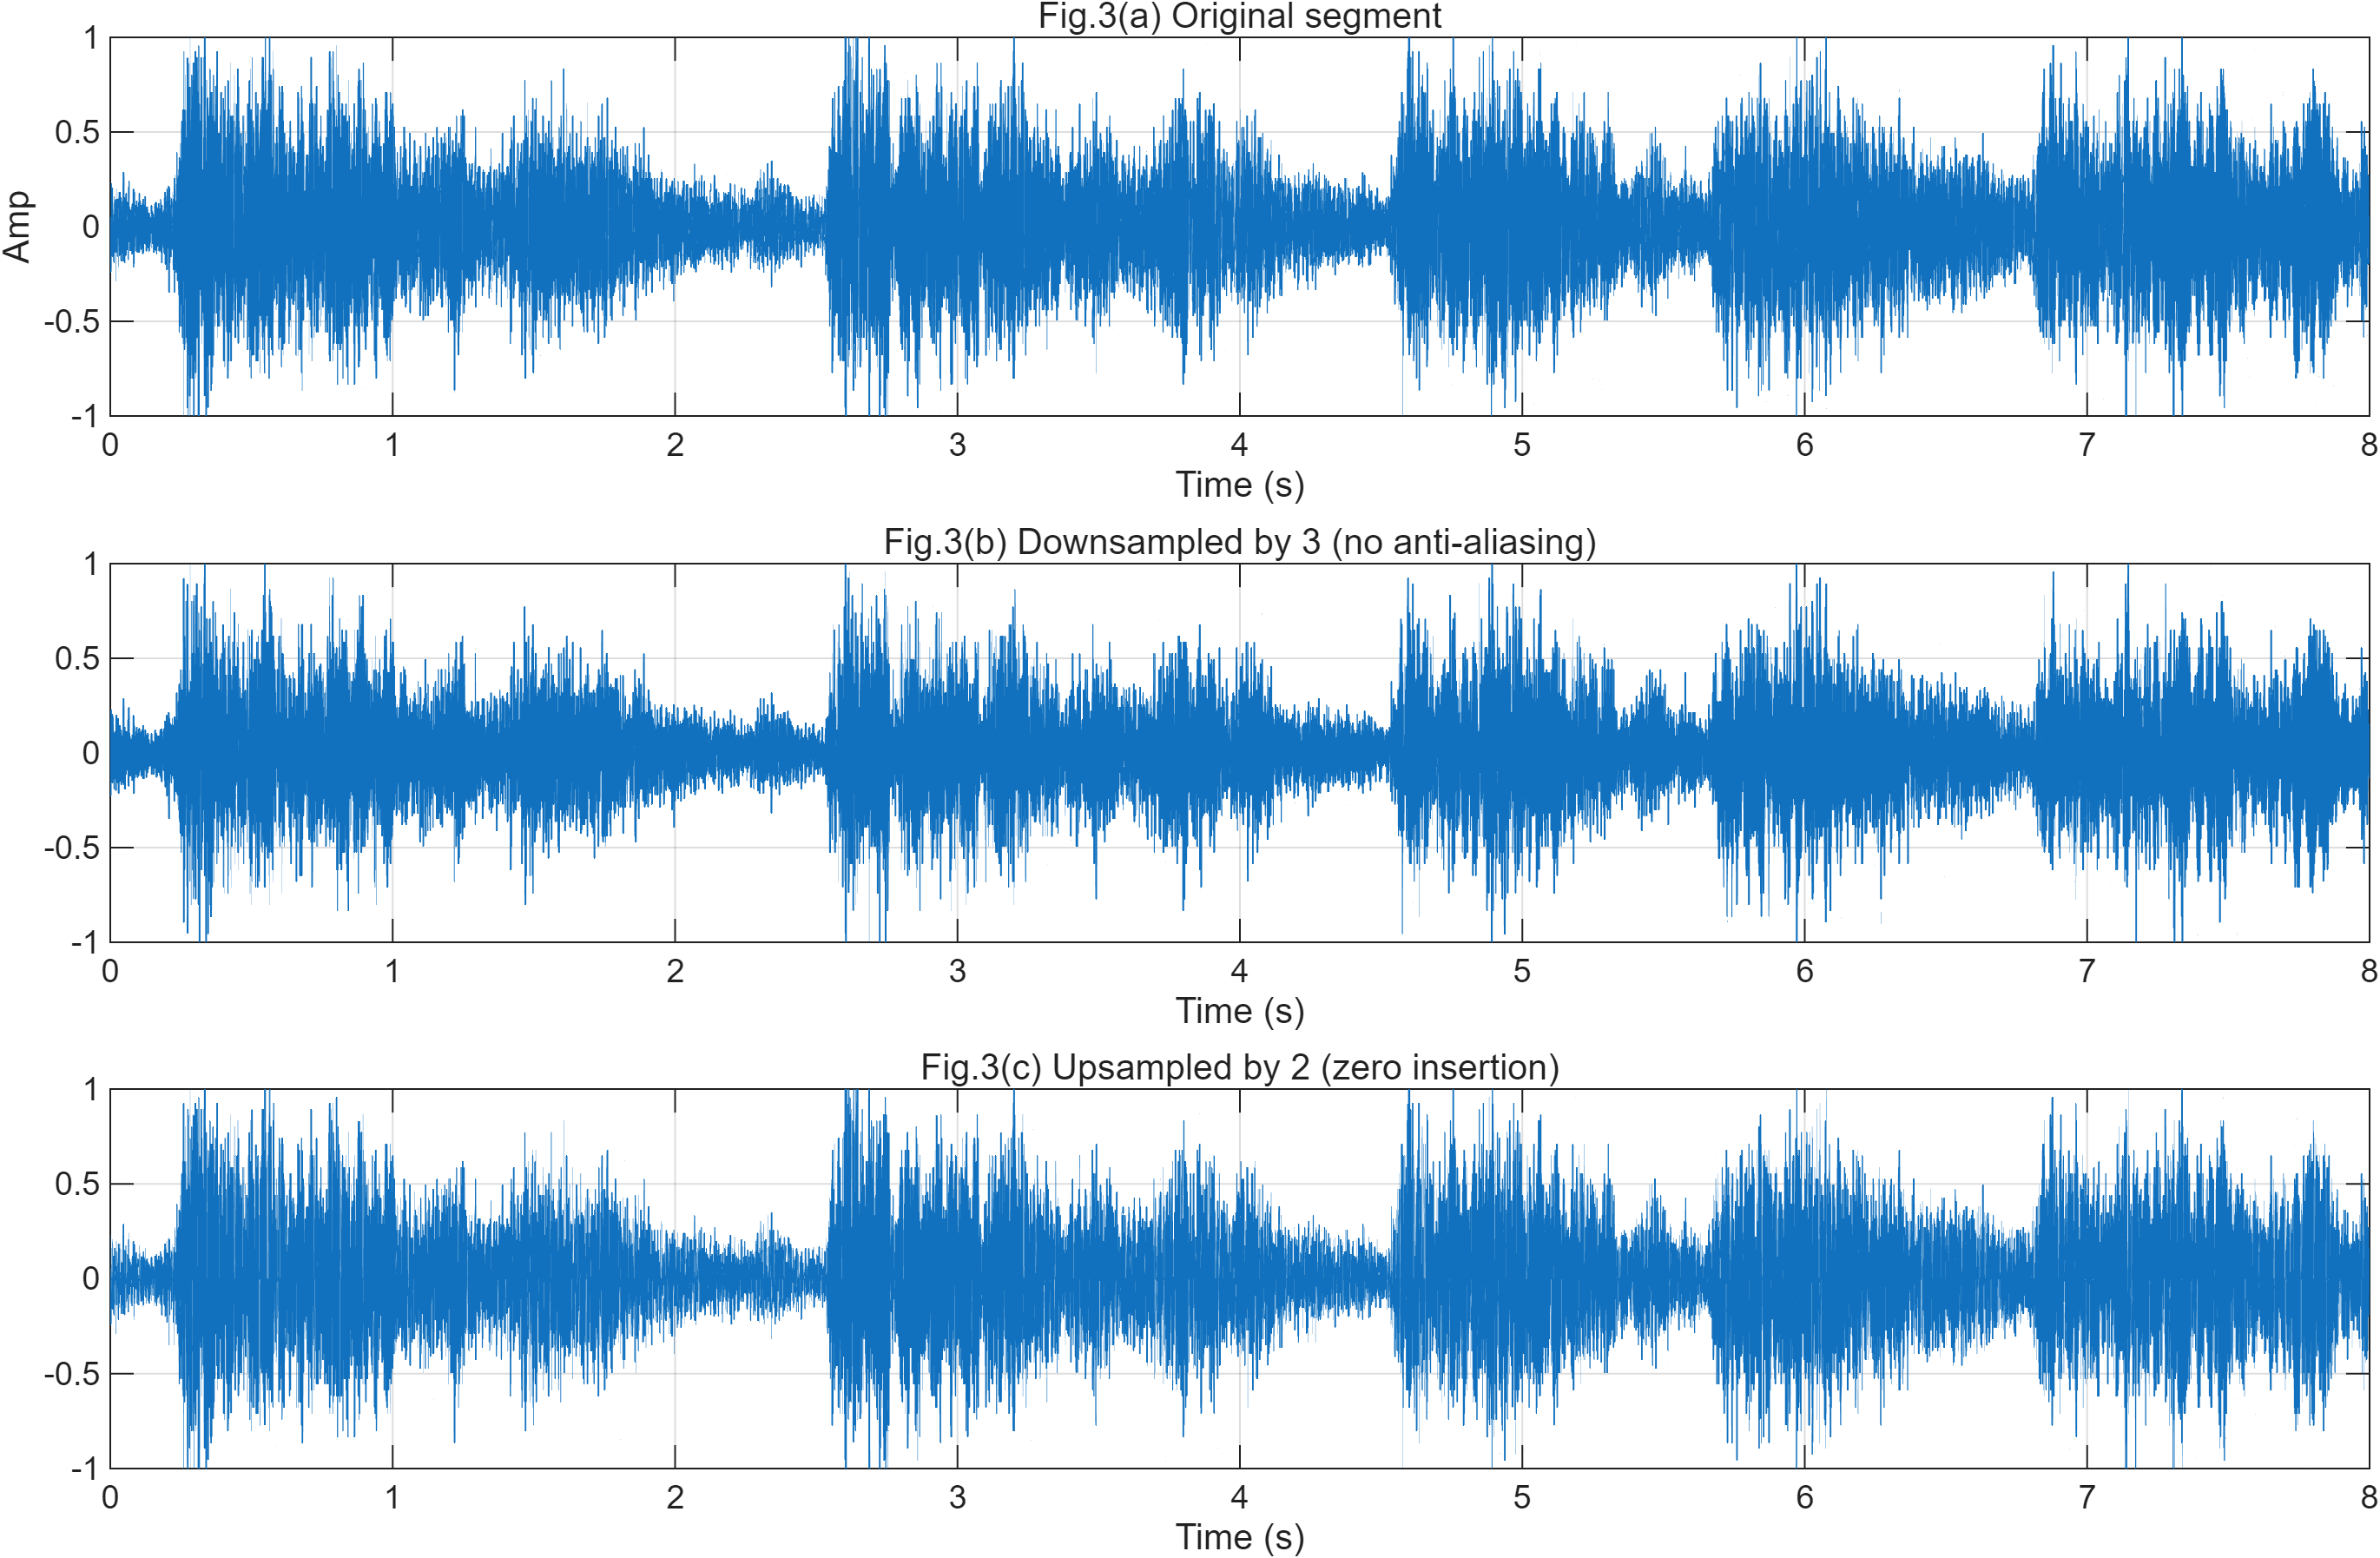 Fig.3(a) Original segment
1
0.5
0
-0.5
-1
Amp
0 1 2 3 4 5 6 7 8
Time (s)
Fig.3(b) Downsampled by 3 (no anti-aliasing)
1
0.5
0
-0.5
-1
0 1 2 3 4 5 6 7 8
Time (s)
Fig.3(c) Upsampled by 2 (zero insertion)
1
0.5
0
-0.5
-1
0 1 2 3 4 5 6 7 8
Time (s)